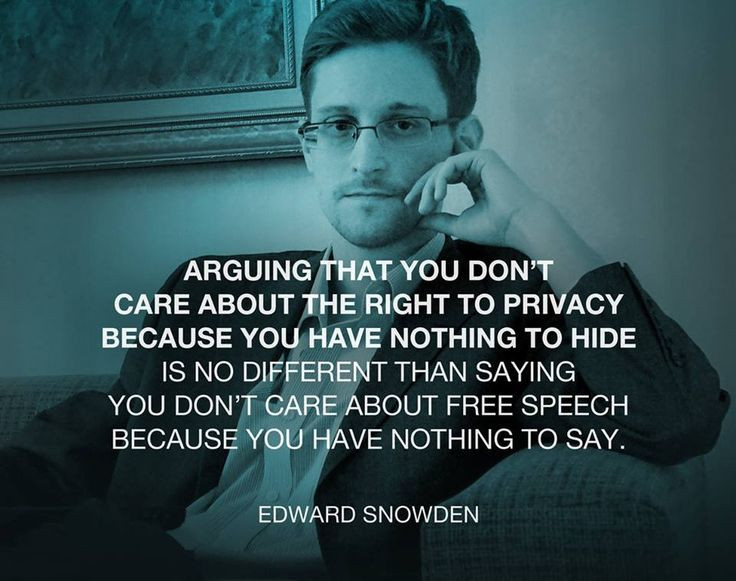 ARGUING THAT YOU DON'T
CARE ABOUT THE RIGHT TO PRIVACY
BECAUSE YOU HAVE NOTHING TO HIDE
IS NO DIFFERENT THAN SAYING
YOU DON'T CARE ABOUT FREE SPEECH
BECAUSE YOU HAVE NOTHING TO SAY.
EDWARD SNOWDEN